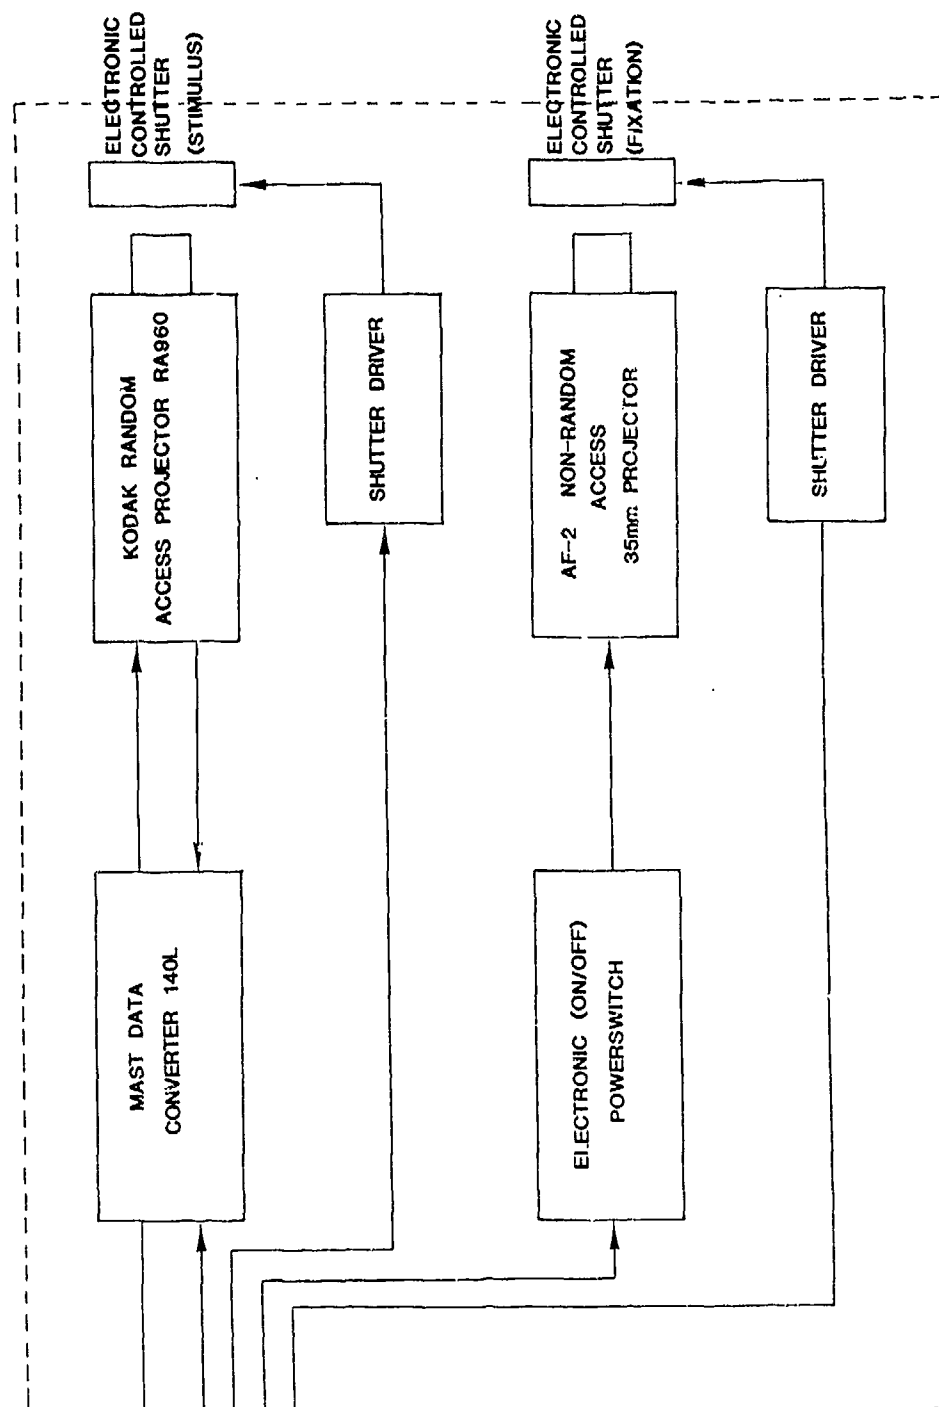 ELECTRONIC
CONTROLLED
SHUTTER
(STIMULUS)
KODAK RANDOM
ACCESS PROJECTOR RA960
SHUTTER DRIVER
MAST DATA
CONVERTER 140L
ELECTRONIC
CONTROLLED
SHUTTER
(FIXATION)
AF-2 NON-RANDOM
ACCESS
35mm PROJECTOR
SHUTTER DRIVER
ELECTRONIC (ON/OFF)
POWERSWITCH